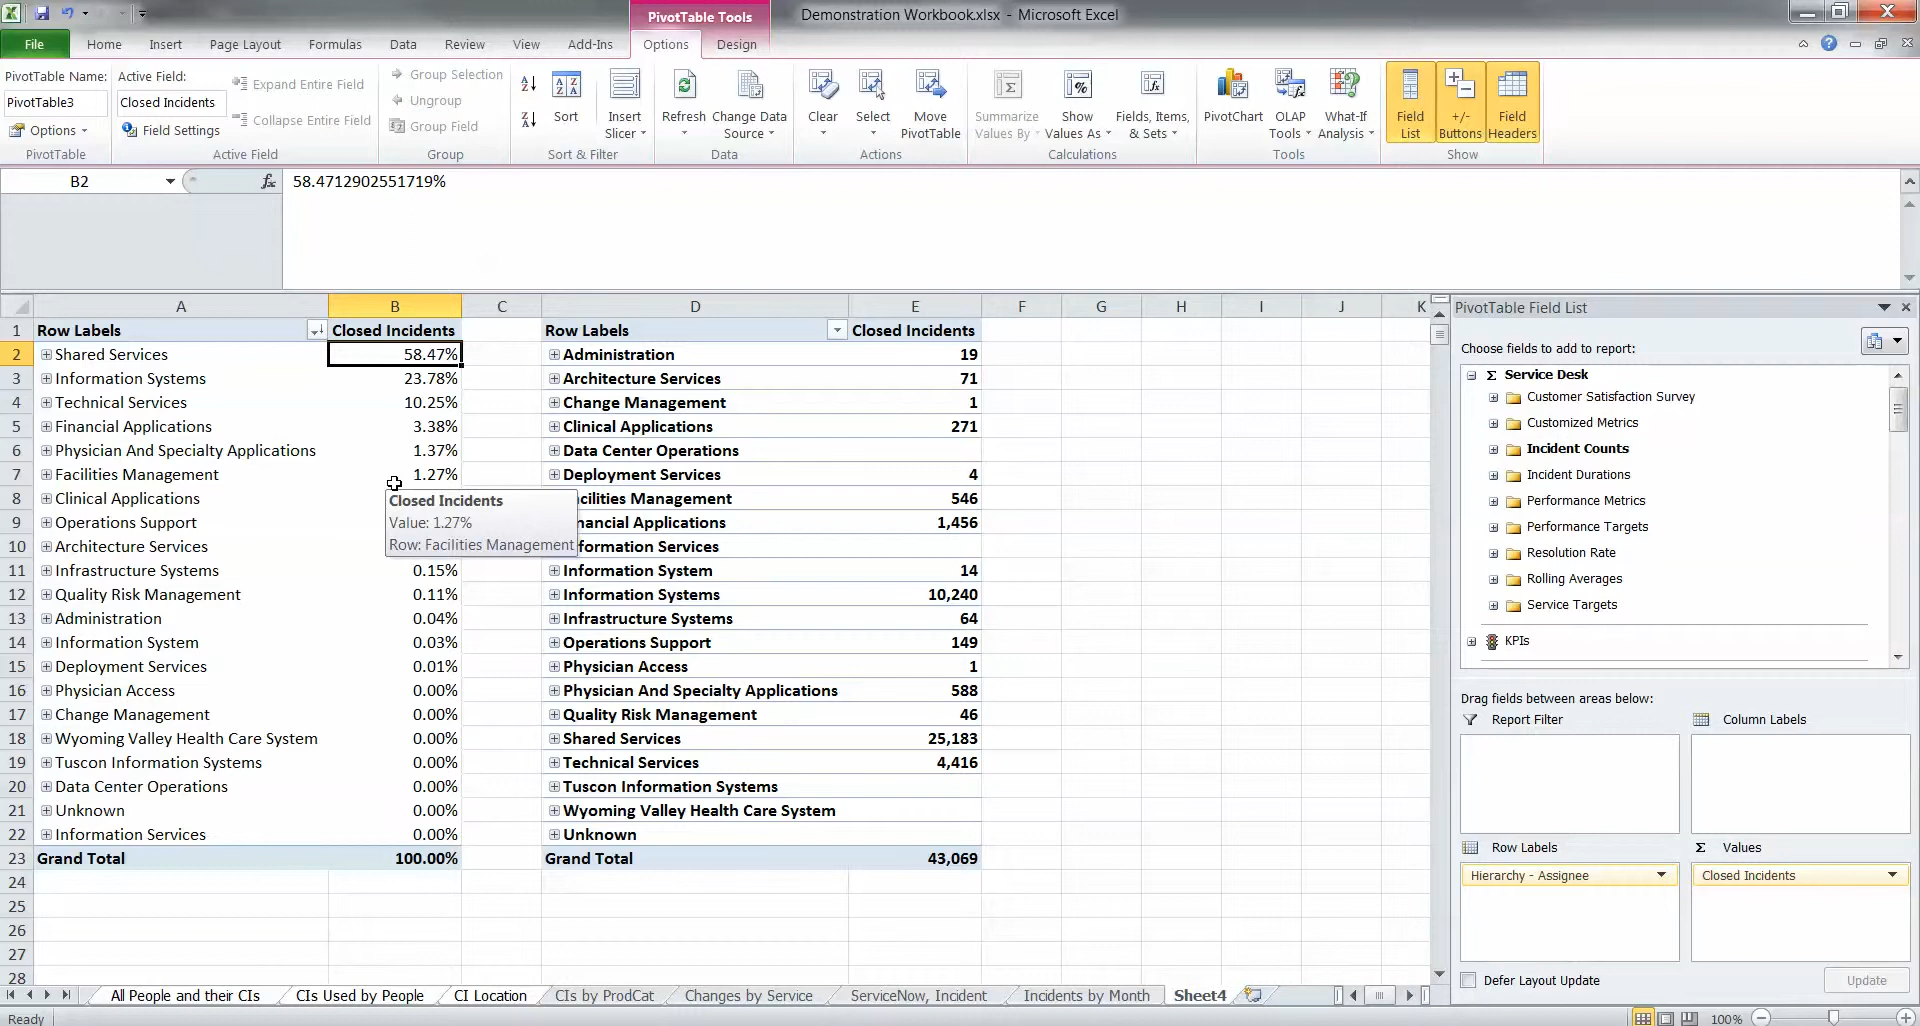 PivotTable Tools
Demonstration Workbook.xlsx - Microsoft Excel
File Home Insert Page Layout Formulas Data Review View Add-Ins Options Design
PivotTable Name:
PivotTable3
Options
PivotTable
Active Field:
Closed Incidents
Field Settings
Expand Entire Field
Collapse Entire Field
Active Field
Group Selection
Ungroup
Group Field
Group
Sort
Insert Slicer
Sort & Filter
Refresh
Change Data Source
Data
Clear
Select
Move PivotTable
Actions
Summarize Values By
Show Values As
Fields, Items, & Sets
Calculations
PivotChart
OLAP Tools
What-If Analysis
Tools
Field List
+/- Buttons
Field Headers
Show
B2 fx 58.4712902551719%
A B C D E F G H I J K
1 Row Labels Closed Incidents Row Labels Closed Incidents
2 Shared Services 58.47% Administration 19
3 Information Systems 23.78% Architecture Services 71
4 Technical Services 10.25% Change Management 1
5 Financial Applications 3.38% Clinical Applications 271
6 Physician And Specialty Applications 1.37% Data Center Operations
7 Facilities Management 1.27% Deployment Services 4
8 Clinical Applications cilities Management 546
9 Operations Support nancial Applications 1,456
10 Architecture Services formation Services
11 Infrastructure Systems 0.15% Information System 14
12 Quality Risk Management 0.11% Information Systems 10,240
13 Administration 0.04% Infrastructure Systems 64
14 Information System 0.03% Operations Support 149
15 Deployment Services 0.01% Physician Access 1
16 Physician Access 0.00% Physician And Specialty Applications 588
17 Change Management 0.00% Quality Risk Management 46
18 Wyoming Valley Health Care System 0.00% Shared Services 25,183
19 Tuscon Information Systems 0.00% Technical Services 4,416
20 Data Center Operations 0.00% Tuscon Information Systems
21 Unknown 0.00% Wyoming Valley Health Care System
22 Information Services 0.00% Unknown
23 Grand Total 100.00% Grand Total 43,069
24
25
26
27
28
Closed Incidents
Value: 1.27%
Row: Facilities Management
PivotTable Field List
Choose fields to add to report:
Σ Service Desk
Customer Satisfaction Survey
Customized Metrics
Incident Counts
Incident Durations
Performance Metrics
Performance Targets
Resolution Rate
Rolling Averages
Service Targets
KPIs
Drag fields between areas below:
Report Filter
Column Labels
Row Labels
Σ Values
Hierarchy - Assignee
Closed Incidents
Defer Layout Update
Update
All People and their CIs CIs Used by People CI Location CIs by ProdCat Changes by Service ServiceNow, Incident Incidents by Month Sheet4
Ready
100%